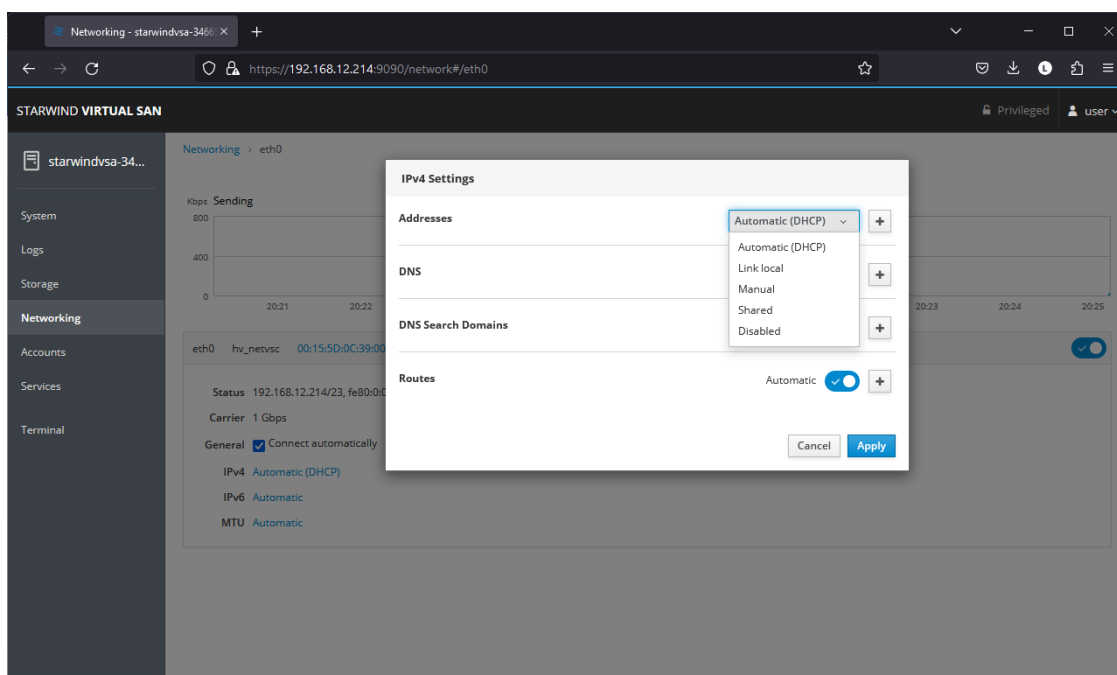 Networking - starwindvsa-3466
https://192.168.12.214:9090/network#/eth0
L
STARWIND VIRTUAL SAN
Privileged
user
starwindvsa-34...
System
Logs
Storage
Networking
Accounts
Services
Terminal
Networking > eth0
Kbps Sending
800
400
0
20:21 20:22 20:23 20:24 20:25
eth0 hv_netvsc 00:15:5D:0C:39:00
Status 192.168.12.214/23, fe80:0:0
Carrier 1 Gbps
General Connect automatically
IPv4 Automatic (DHCP)
IPv6 Automatic
MTU Automatic
IPv4 Settings
Addresses Automatic (DHCP) +
Automatic (DHCP)
Link local
Manual
Shared
Disabled
DNS +
DNS Search Domains +
Routes Automatic +
Cancel Apply